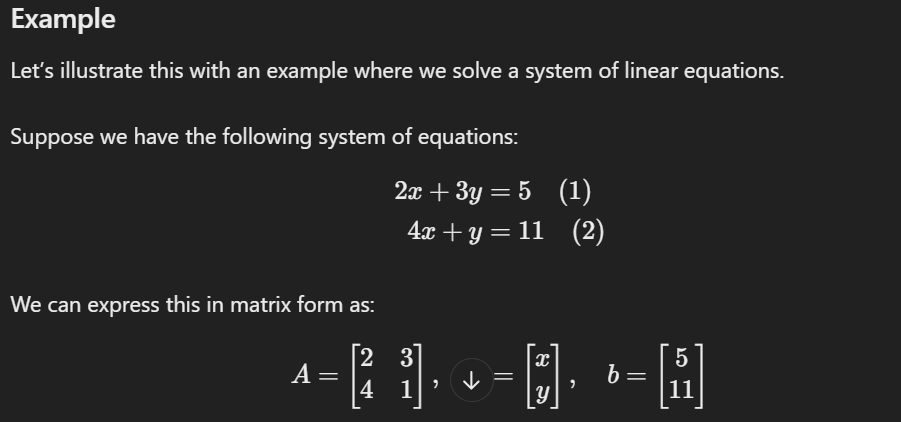 Example
Let's illustrate this with an example where we solve a system of linear equations.
Suppose we have the following system of equations:
2x + 3y = 5 (1)
4x + y = 11 (2)
We can express this in matrix form as:
A = [2 3; 4 1], ↓ = [x; y], b = [5; 11]